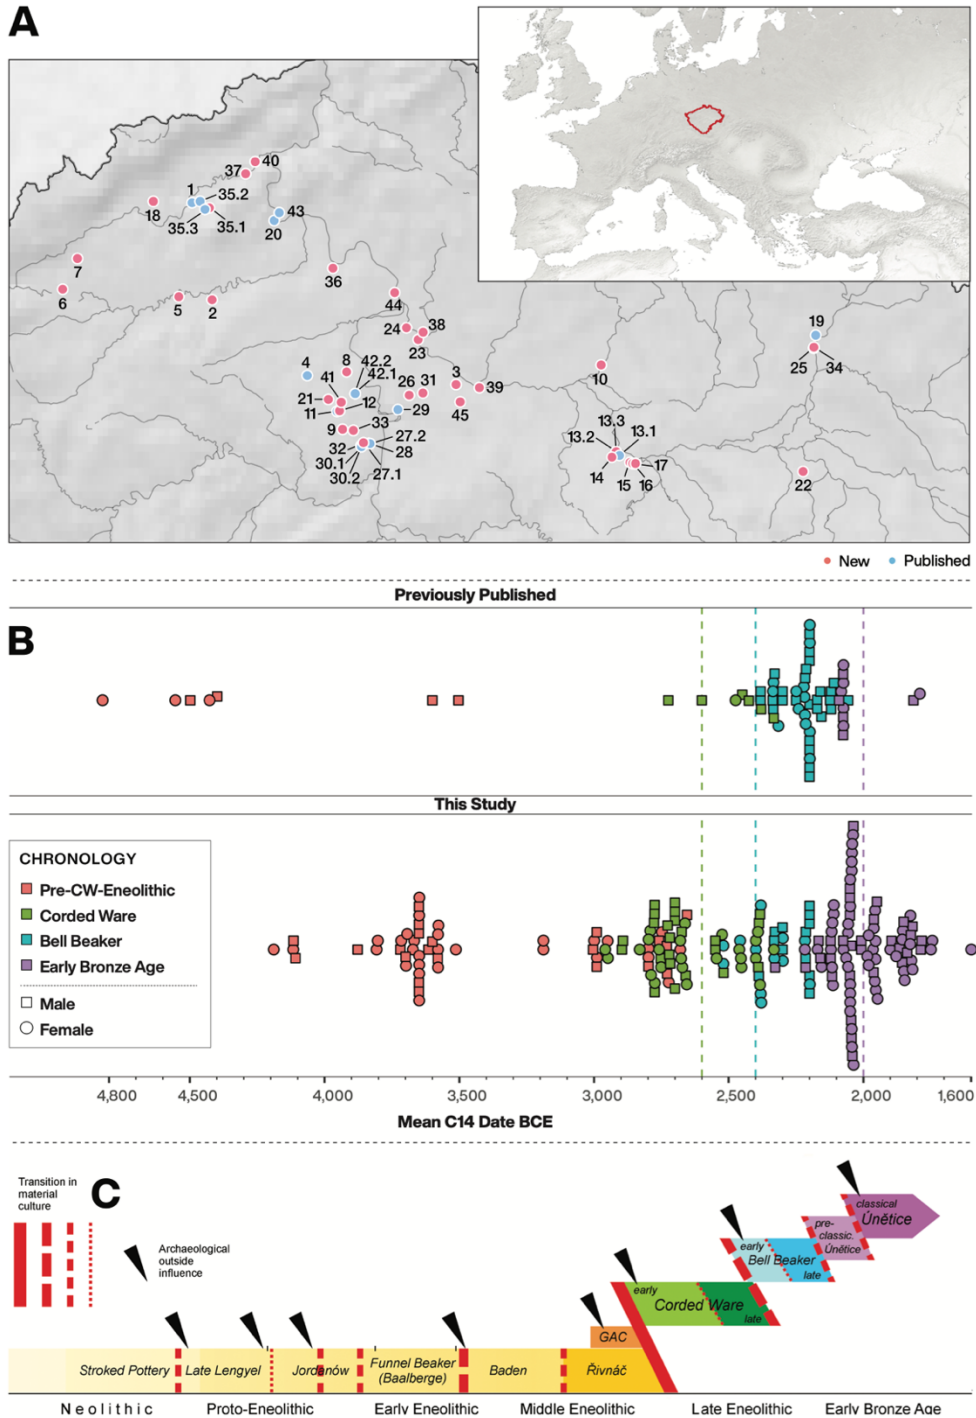 A
40
37
1
35.2
18
43
35.3
35.1
20
7
36
6
5
2
44
19
24
38
23
25
34
4
8
42.2
42.1
3
10
41
26
31
39
21
12
29
45
11
13.3
9
33
13.2
13.1
32
27.2
30.1
28
14
17
30.2
27.1
15
16
22
New
Published
Previously Published
B
This Study
CHRONOLOGY
Pre-CW-Eneolithic
Corded Ware
Bell Beaker
Early Bronze Age
Male
Female
4,800
4,500
4,000
3,500
3,000
2,500
2,000
1,600
Mean C14 Date BCE
Transition in
material
culture
C
Archaeological
outside
influence
classical
Únětice
pre-
classic.
Únětice
early
Bell Beaker
late
early
Corded Ware
late
GAC
Stroked Pottery
Late Lengyel
Jordanów
Funnel Beaker
(Baalberge)
Baden
Řivnáč
Neolithic
Proto-Eneolithic
Early Eneolithic
Middle Eneolithic
Late Eneolithic
Early Bronze Age